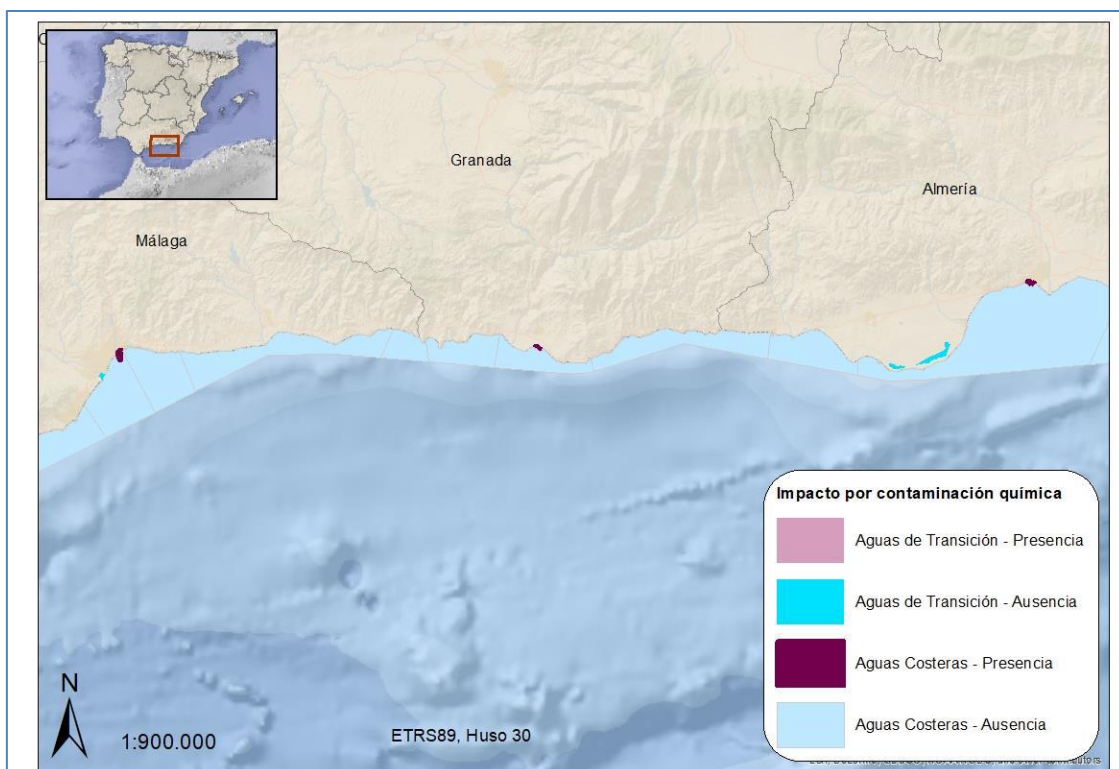 Granada
Almería
Málaga
Impacto por contaminación química
Aguas de Transición - Presencia
Aguas de Transición - Ausencia
Aguas Costeras - Presencia
Aguas Costeras - Ausencia
N
1:900.000
ETRS89, Huso 30